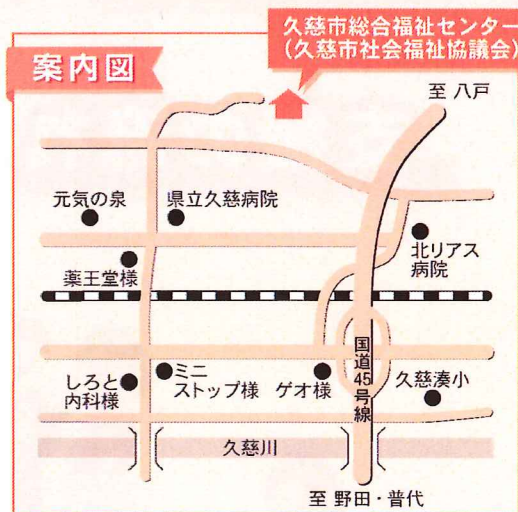 久慈市総合福祉センター
(久慈市社会福祉協議会)
案内図
至 八戸
元気の泉
県立久慈病院
北リアス
病院
薬王堂様
国道45号線
ミニ
ストップ様
しろと
内科様
ゲオ様
久慈湊小
久慈川
至 野田・普代